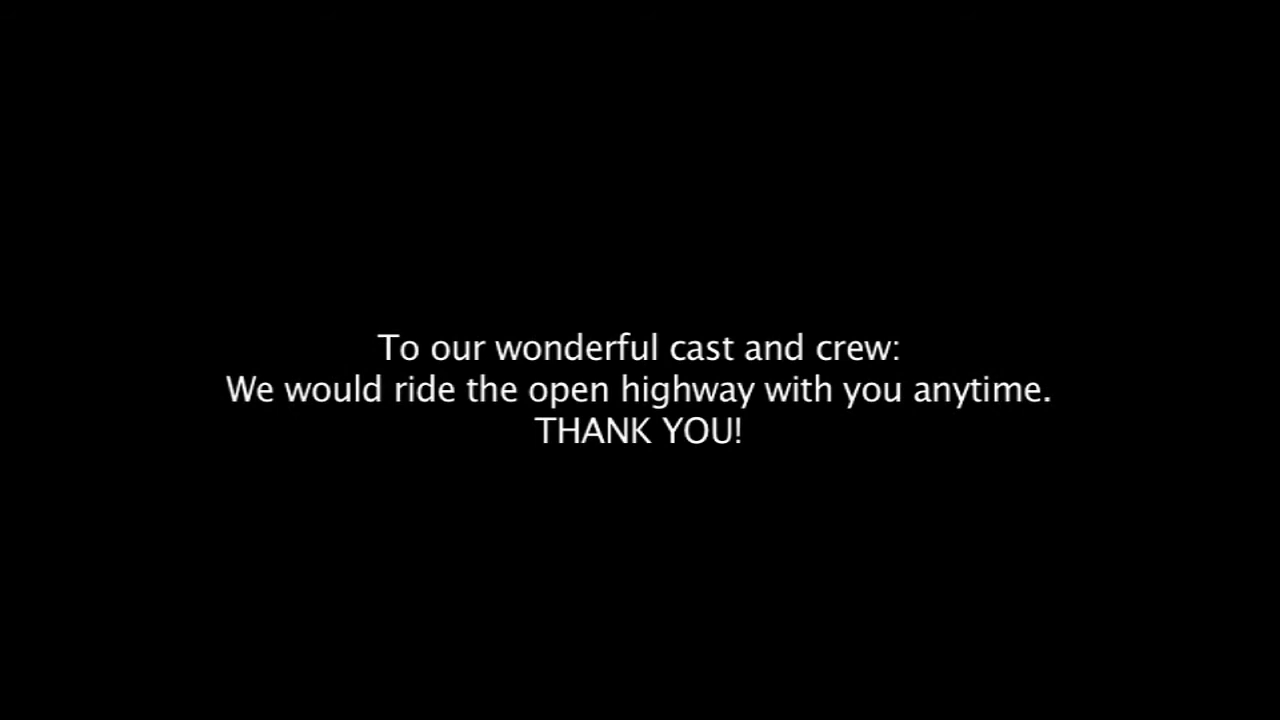 To our wonderful cast and crew:
We would ride the open highway with you anytime.
THANK YOU!